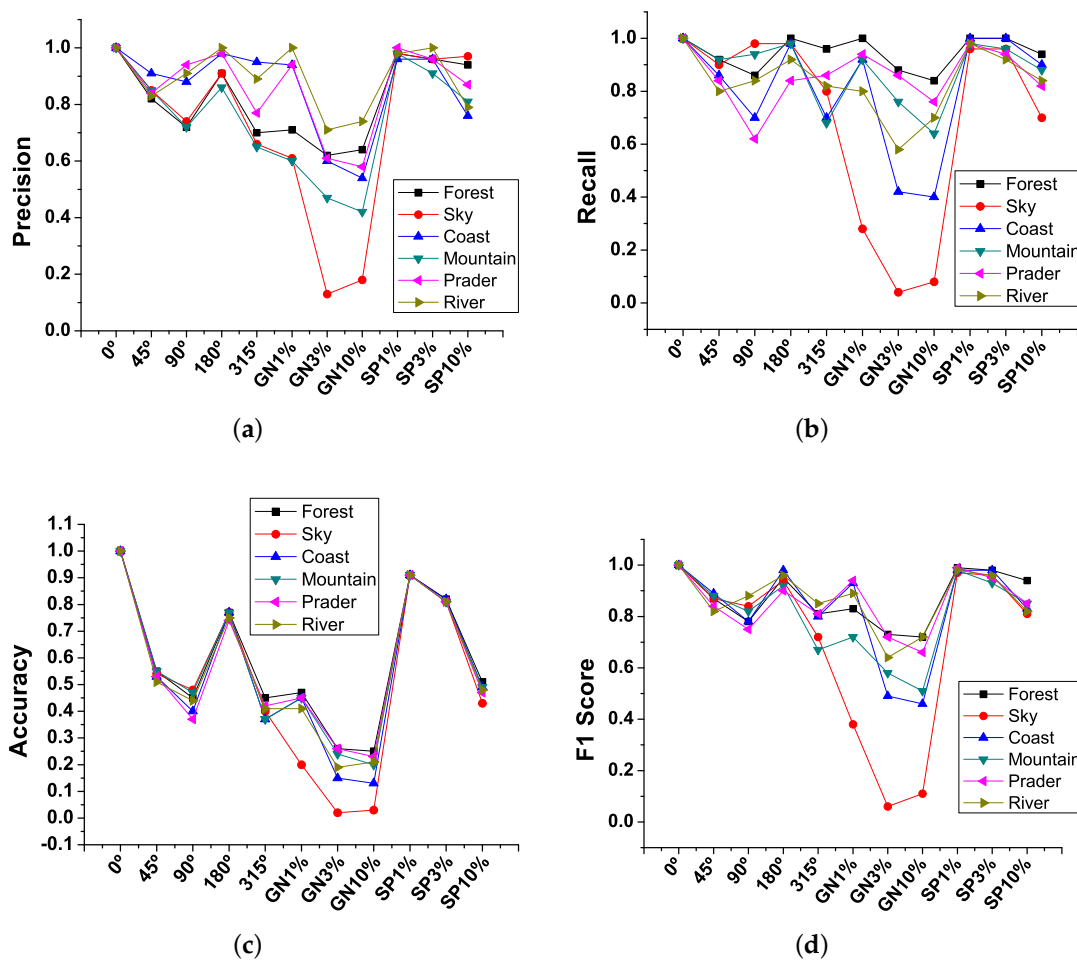 1.0
0.8
0.6
0.4
0.2
0.0
Precision
0º
45º
90º
180º
315º
GN1%
GN3%
GN10%
SP1%
SP3%
SP10%
Forest
Sky
Coast
Mountain
Prader
River
(a)
1.0
0.8
0.6
0.4
0.2
0.0
Recall
0º
45º
90º
180º
315º
GN1%
GN3%
GN10%
SP1%
SP3%
SP10%
Forest
Sky
Coast
Mountain
Prader
River
(b)
1.1
1.0
0.9
0.8
0.7
0.6
0.5
0.4
0.3
0.2
0.1
0.0
-0.1
Accuracy
0º
45º
90º
180º
315º
GN1%
GN3%
GN10%
SP1%
SP3%
SP10%
Forest
Sky
Coast
Mountain
Prader
River
(c)
1.0
0.8
0.6
0.4
0.2
0.0
F1 Score
0º
45º
90º
180º
315º
GN1%
GN3%
GN10%
SP1%
SP3%
SP10%
Forest
Sky
Coast
Mountain
Prader
River
(d)